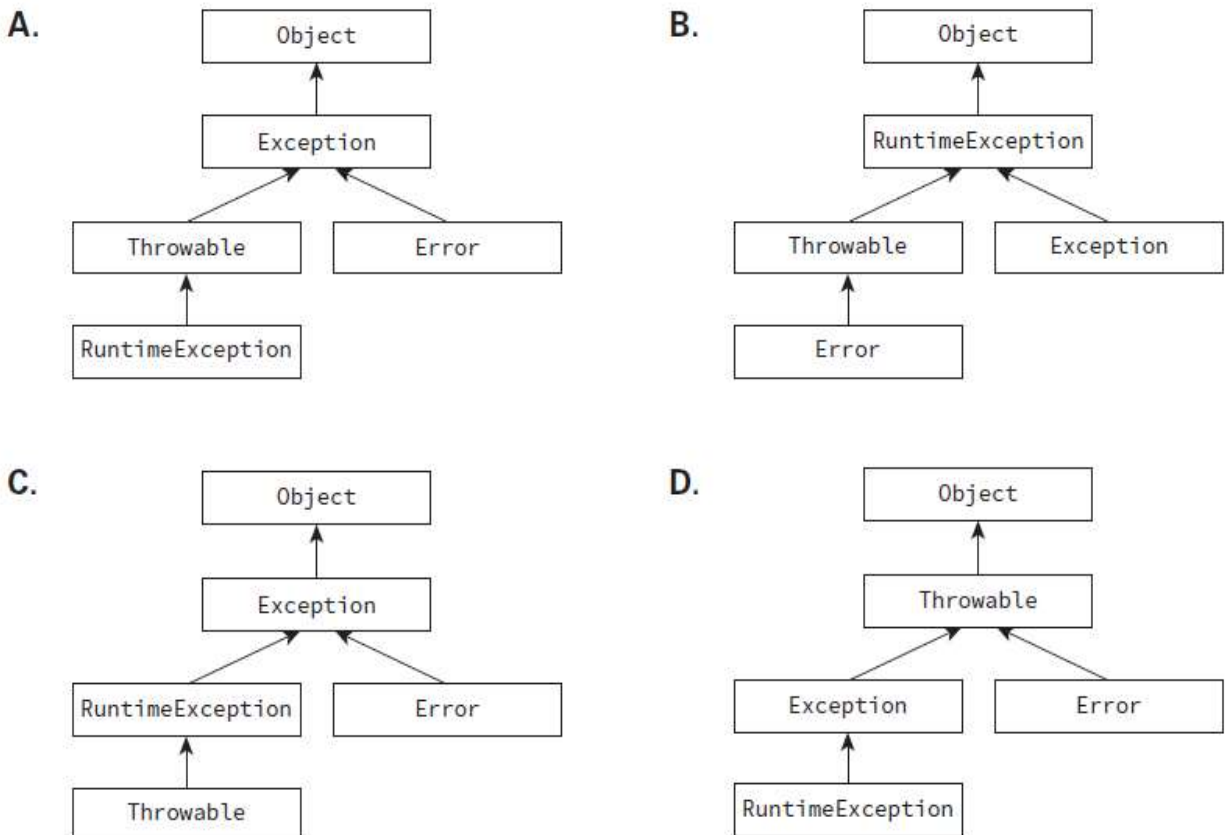 A.
Object
Exception
Throwable
Error
RuntimeException
B.
Object
RuntimeException
Throwable
Exception
Error
C.
Object
Exception
RuntimeException
Error
Throwable
D.
Object
Throwable
Exception
Error
RuntimeException